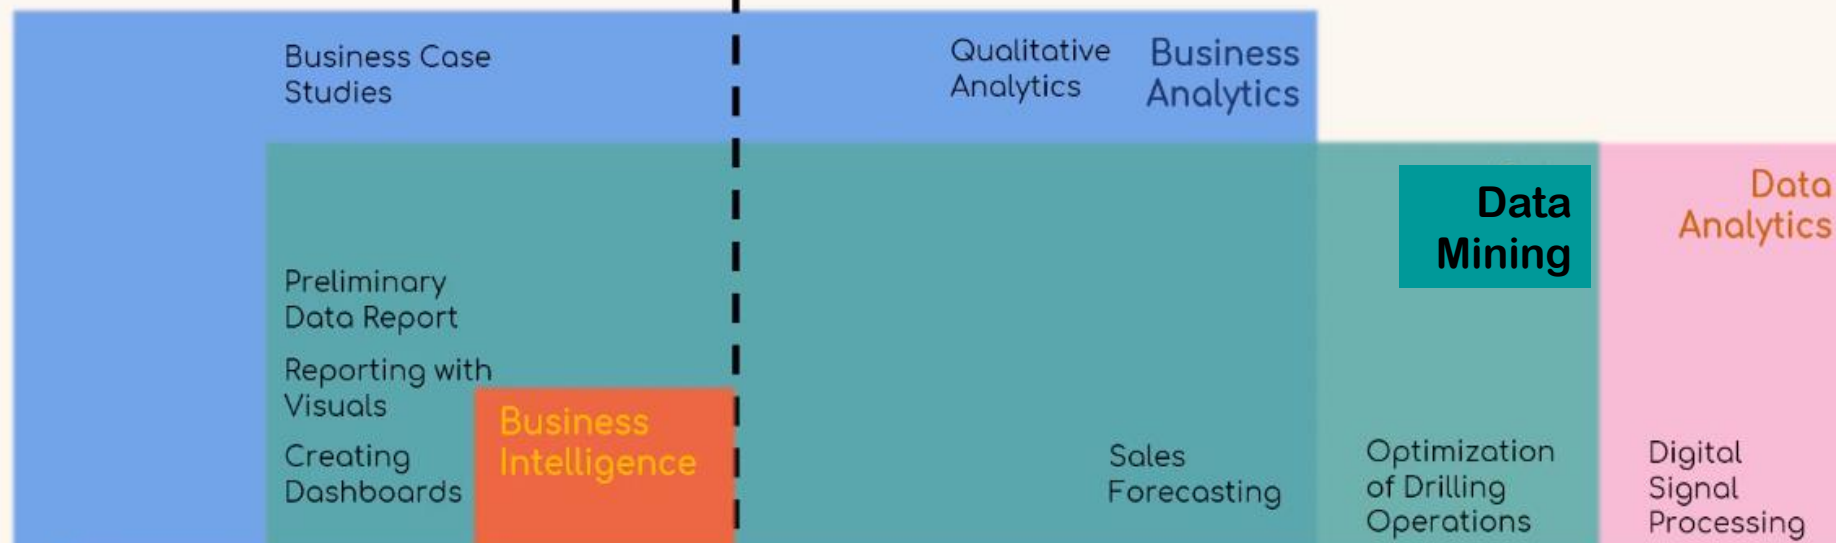 Business Case
Studies
Qualitative
Analytics
Business
Analytics
Data
Mining
Data
Analytics
Preliminary
Data Report
Reporting with
Visuals
Creating
Dashboards
Business
Intelligence
Sales
Forecasting
Optimization
of Drilling
Operations
Digital
Signal
Processing